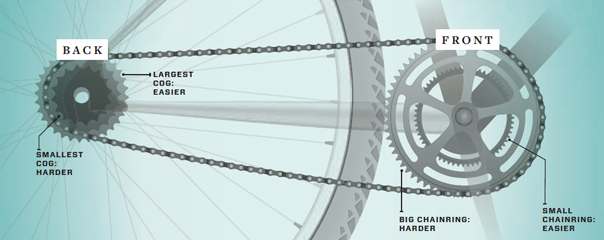 BACK
FRONT
LARGEST
COG:
EASIER
SMALLEST
COG:
HARDER
BIG CHAINRING:
HARDER
SMALL
CHAINRING:
EASIER